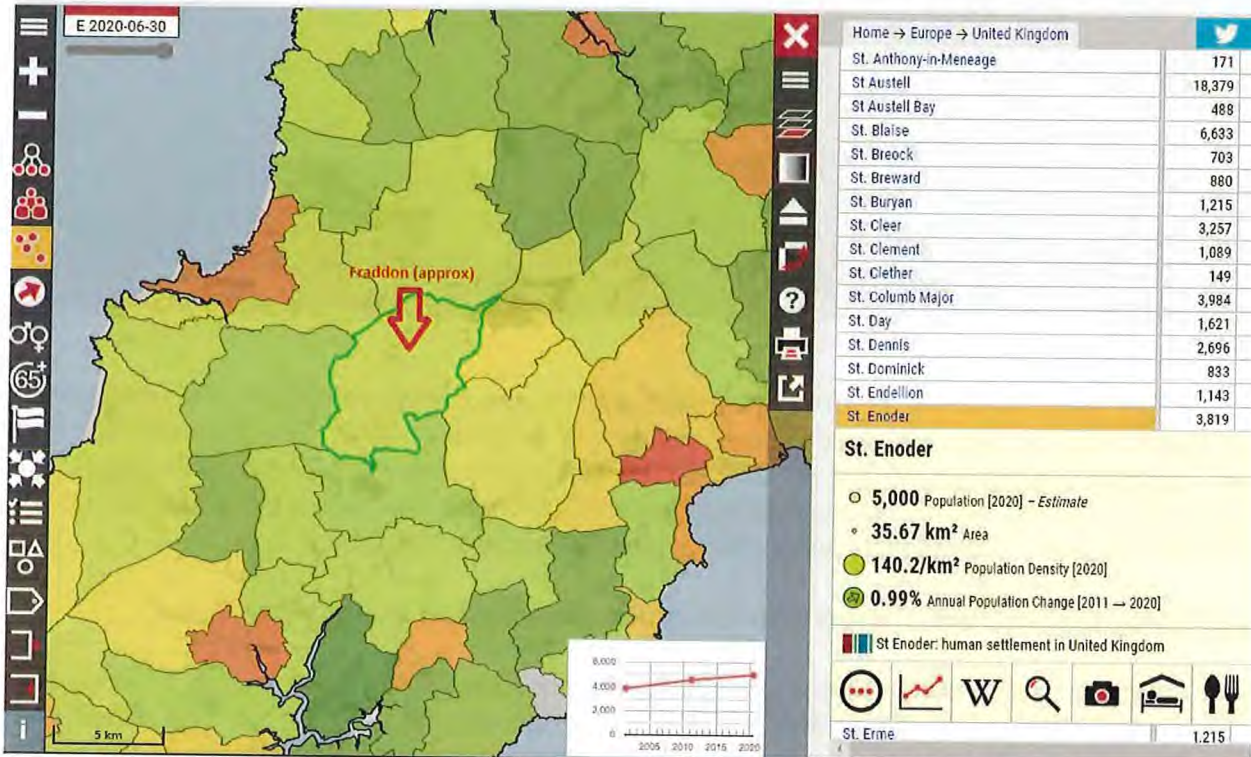 E 2020-06-30
Fraddon (approx)
65+
i
5 km
6,000
4,000
2,000
0
2005 2010 2015 2020
?
Home → Europe → United Kingdom
St. Anthony-in-Meneage 171
St Austell 18,379
St Austell Bay 488
St. Blaise 6,633
St. Breock 703
St. Breward 880
St. Buryan 1,215
St. Cleer 3,257
St. Clement 1,089
St. Clether 149
St. Columb Major 3,984
St. Day 1,621
St. Dennis 2,696
St. Dominick 833
St. Endellion 1,143
St. Enoder 3,819
St. Enoder
5,000 Population [2020] – Estimate
35.67 km² Area
140.2/km² Population Density [2020]
0.99% Annual Population Change [2011 → 2020]
St Enoder: human settlement in United Kingdom
W
St. Erme 1,215